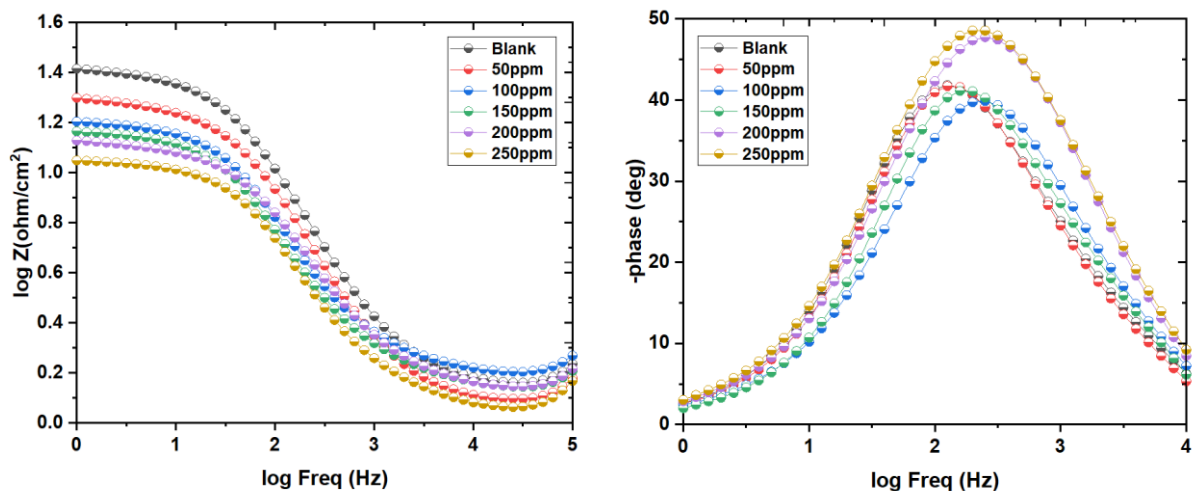 1.6
1.4
1.2
1.0
0.8
0.6
0.4
0.2
0.0
log Z(ohm/cm²)
0 1 2 3 4 5
log Freq (Hz)
Blank
50ppm
100ppm
150ppm
200ppm
250ppm
50
40
30
20
10
0
-phase (deg)
0 1 2 3 4
log Freq (Hz)
Blank
50ppm
100ppm
150ppm
200ppm
250ppm